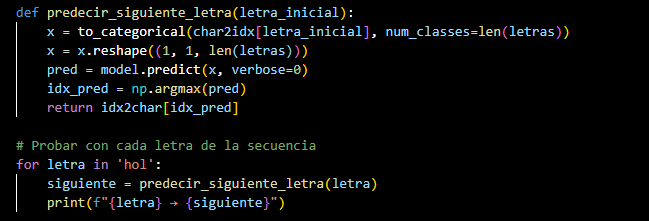 def predecir_siguiente_letra(letra_inicial):
    x = to_categorical(char2idx[letra_inicial], num_classes=len(letras))
    x = x.reshape((1, 1, len(letras)))
    pred = model.predict(x, verbose=0)
    idx_pred = np.argmax(pred)
    return idx2char[idx_pred]

# Probar con cada letra de la secuencia
for letra in 'hol':
    siguiente = predecir_siguiente_letra(letra)
    print(f"{letra} → {siguiente}")